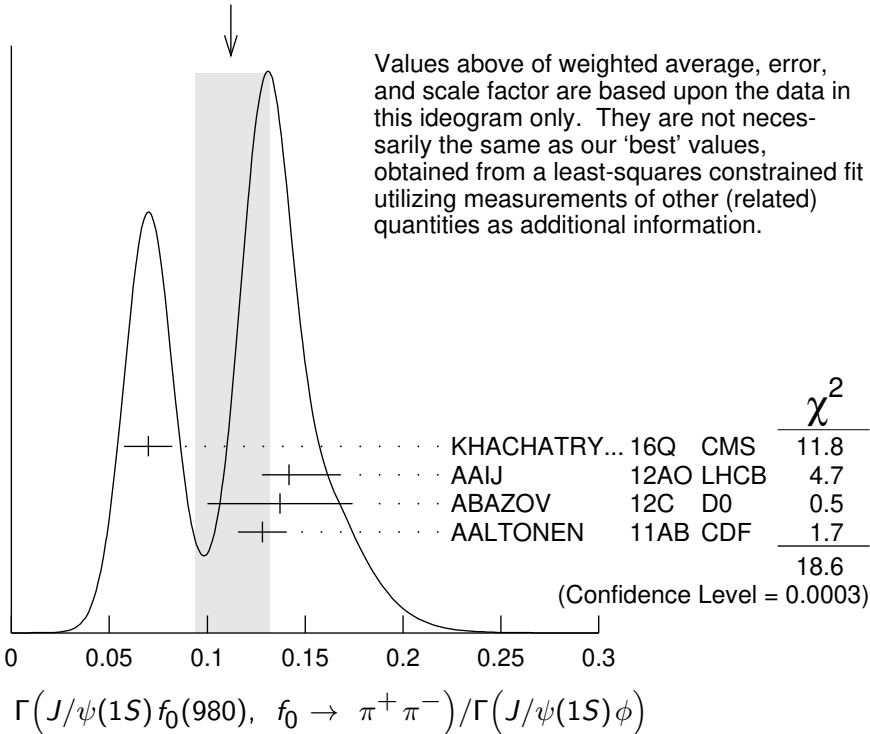 Values above of weighted average, error,
and scale factor are based upon the data in
this ideogram only. They are not neces-
sarily the same as our ‘best’ values,
obtained from a least-squares constrained fit
utilizing measurements of other (related)
quantities as additional information.
χ²
KHACHATRY... 16Q CMS 11.8
AAIJ 12AO LHCB 4.7
ABAZOV 12C D0 0.5
AALTONEN 11AB CDF 1.7
18.6
(Confidence Level = 0.0003)
0 0.05 0.1 0.15 0.2 0.25 0.3
Γ(J/ψ(1S) f₀(980), f₀ → π⁺ π⁻)/Γ(J/ψ(1S) ϕ)